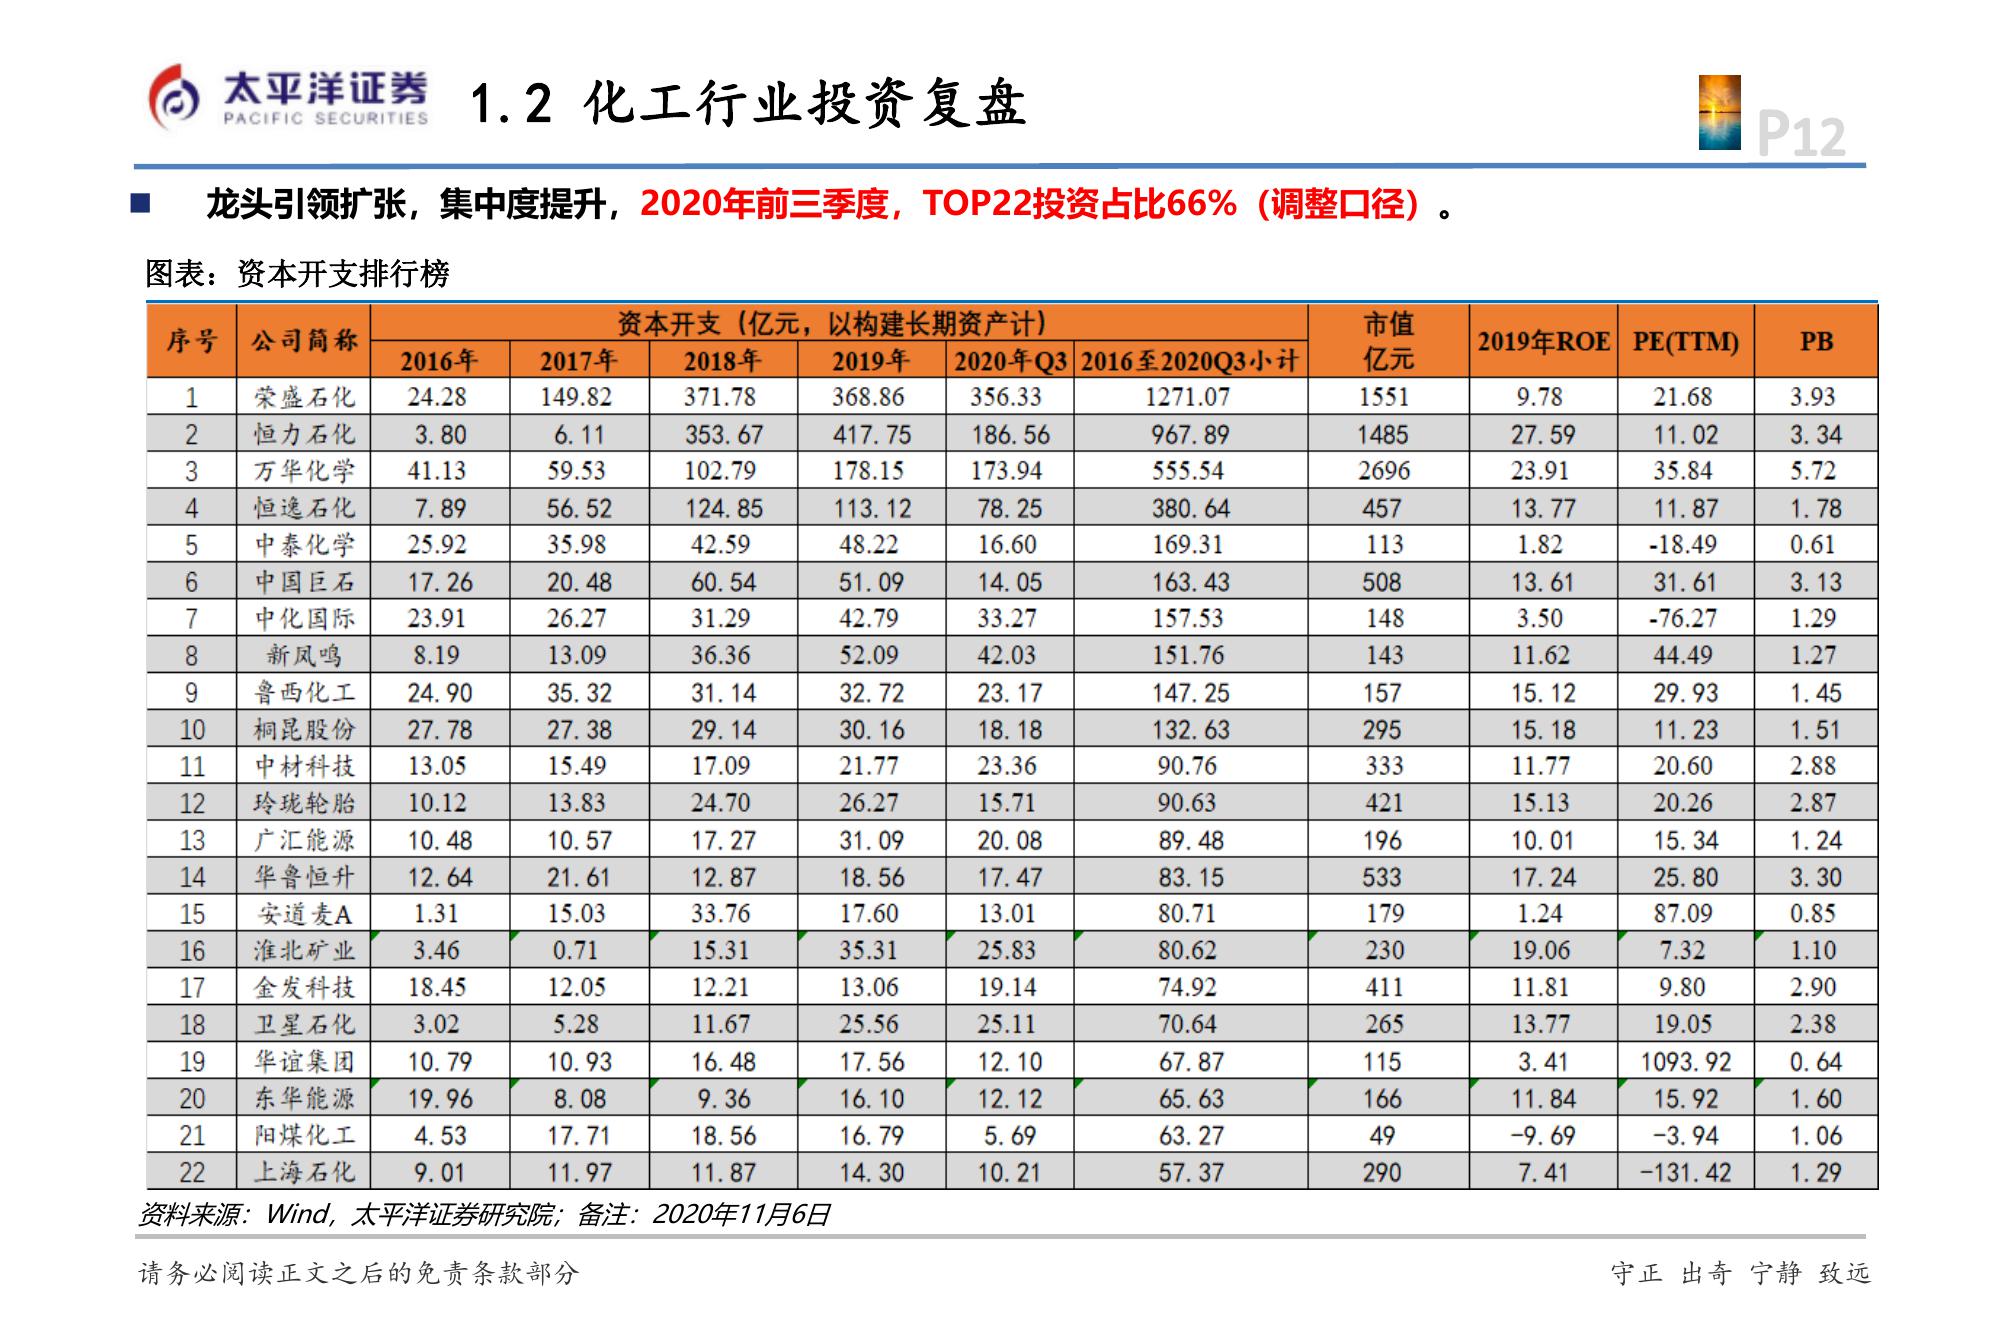 太平洋证券
PACIFIC SECURITIES
1.2 化工行业投资复盘
P12
龙头引领扩张，集中度提升，2020年前三季度，TOP22投资占比66%（调整口径）。
图表：资本开支排行榜
序号 公司简称 资本开支（亿元，以构建长期资产计） 市值 亿元 2019年ROE PE(TTM) PB
2016年 2017年 2018年 2019年 2020年Q3 2016至2020Q3小计
1 荣盛石化 24.28 149.82 371.78 368.86 356.33 1271.07 1551 9.78 21.68 3.93
2 恒力石化 3.80 6.11 353.67 417.75 186.56 967.89 1485 27.59 11.02 3.34
3 万华化学 41.13 59.53 102.79 178.15 173.94 555.54 2696 23.91 35.84 5.72
4 恒逸石化 7.89 56.52 124.85 113.12 78.25 380.64 457 13.77 11.87 1.78
5 中泰化学 25.92 35.98 42.59 48.22 16.60 169.31 113 1.82 -18.49 0.61
6 中国巨石 17.26 20.48 60.54 51.09 14.05 163.43 508 13.61 31.61 3.13
7 中化国际 23.91 26.27 31.29 42.79 33.27 157.53 148 3.50 -76.27 1.29
8 新凤鸣 8.19 13.09 36.36 52.09 42.03 151.76 143 11.62 44.49 1.27
9 鲁西化工 24.90 35.32 31.14 32.72 23.17 147.25 157 15.12 29.93 1.45
10 桐昆股份 27.78 27.38 29.14 30.16 18.18 132.63 295 15.18 11.23 1.51
11 中材科技 13.05 15.49 17.09 21.77 23.36 90.76 333 11.77 20.60 2.88
12 玲珑轮胎 10.12 13.83 24.70 26.27 15.71 90.63 421 15.13 20.26 2.87
13 广汇能源 10.48 10.57 17.27 31.09 20.08 89.48 196 10.01 15.34 1.24
14 华鲁恒升 12.64 21.61 12.87 18.56 17.47 83.15 533 17.24 25.80 3.30
15 安道麦A 1.31 15.03 33.76 17.60 13.01 80.71 179 1.24 87.09 0.85
16 淮北矿业 3.46 0.71 15.31 35.31 25.83 80.62 230 19.06 7.32 1.10
17 金发科技 18.45 12.05 12.21 13.06 19.14 74.92 411 11.81 9.80 2.90
18 卫星石化 3.02 5.28 11.67 25.56 25.11 70.64 265 13.77 19.05 2.38
19 华谊集团 10.79 10.93 16.48 17.56 12.10 67.87 115 3.41 1093.92 0.64
20 东华能源 19.96 8.08 9.36 16.10 12.12 65.63 166 11.84 15.92 1.60
21 阳煤化工 4.53 17.71 18.56 16.79 5.69 63.27 49 -9.69 -3.94 1.06
22 上海石化 9.01 11.97 11.87 14.30 10.21 57.37 290 7.41 -131.42 1.29
资料来源：Wind，太平洋证券研究院；备注：2020年11月6日
请务必阅读正文之后的免责条款部分
守正 出奇 宁静 致远